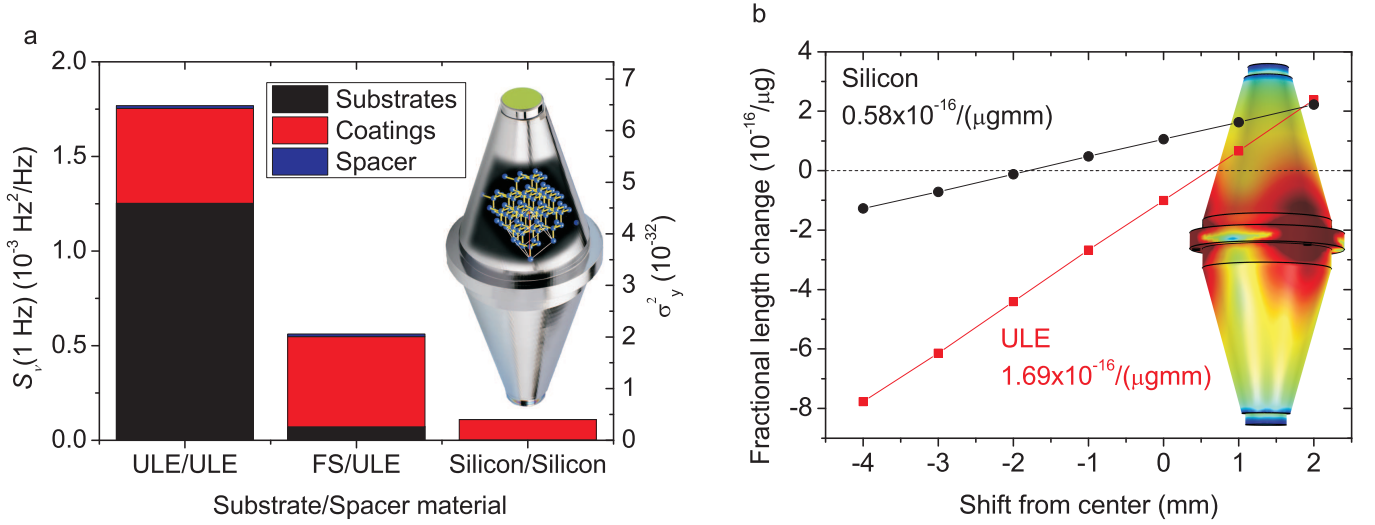 a
2.0
1.5
1.0
0.5
0.0
S_ν(1 Hz) (10^-3 Hz^2/Hz)
Substrates
Coatings
Spacer
7
6
5
4
3
2
1
0
σ^2_y (10^-32)
ULE/ULE FS/ULE Silicon/Silicon
Substrate/Spacer material
b
4
2
0
-2
-4
-6
-8
Fractional length change (10^-16/μg)
Silicon
0.58x10^-16/(μgmm)
ULE
1.69x10^-16/(μgmm)
-4 -3 -2 -1 0 1 2
Shift from center (mm)